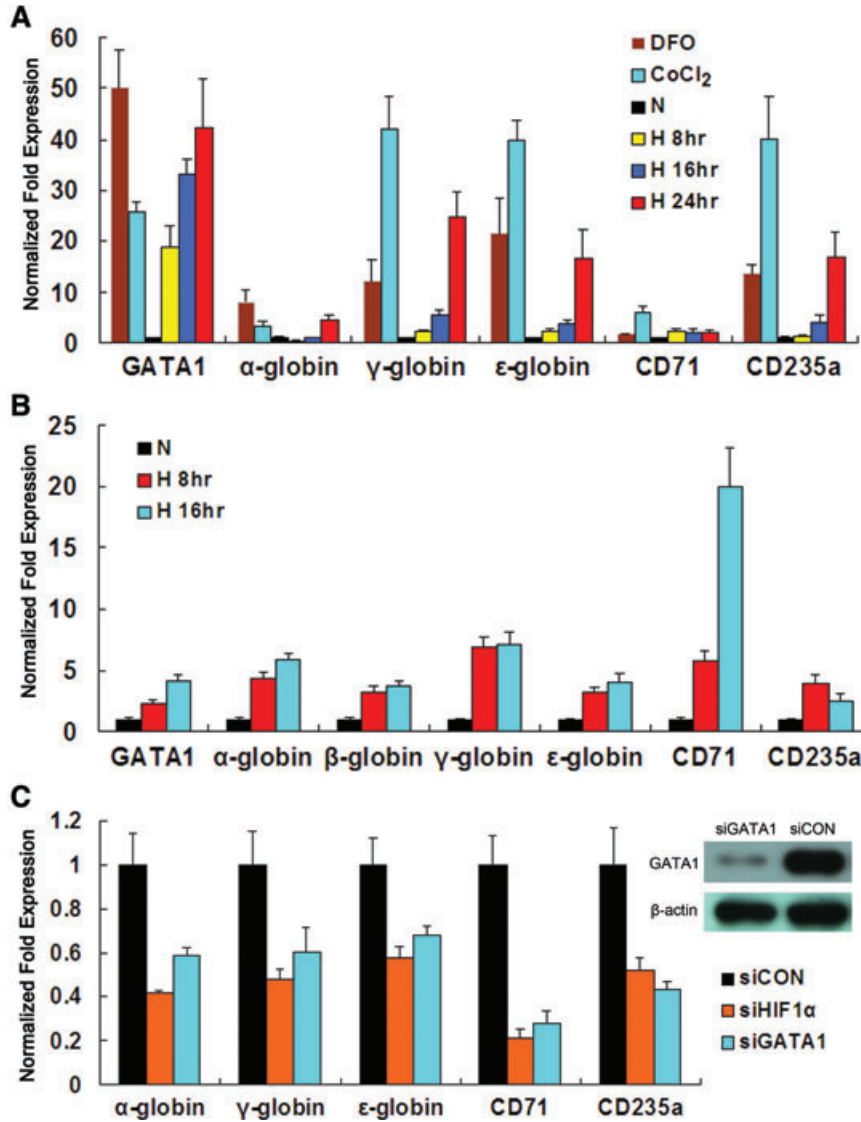 A
60
50
40
30
20
10
0
Normalized Fold Expression
DFO
CoCl2
N
H 8hr
H 16hr
H 24hr
GATA1 α-globin γ-globin ε-globin CD71 CD235a
B
25
20
15
10
5
0
Normalized Fold Expression
N
H 8hr
H 16hr
GATA1 α-globin β-globin γ-globin ε-globin CD71 CD235a
C
1.2
1
0.8
0.6
0.4
0.2
0
Normalized Fold Expression
siGATA1 siCON
GATA1
β-actin
siCON
siHIF1α
siGATA1
α-globin γ-globin ε-globin CD71 CD235a